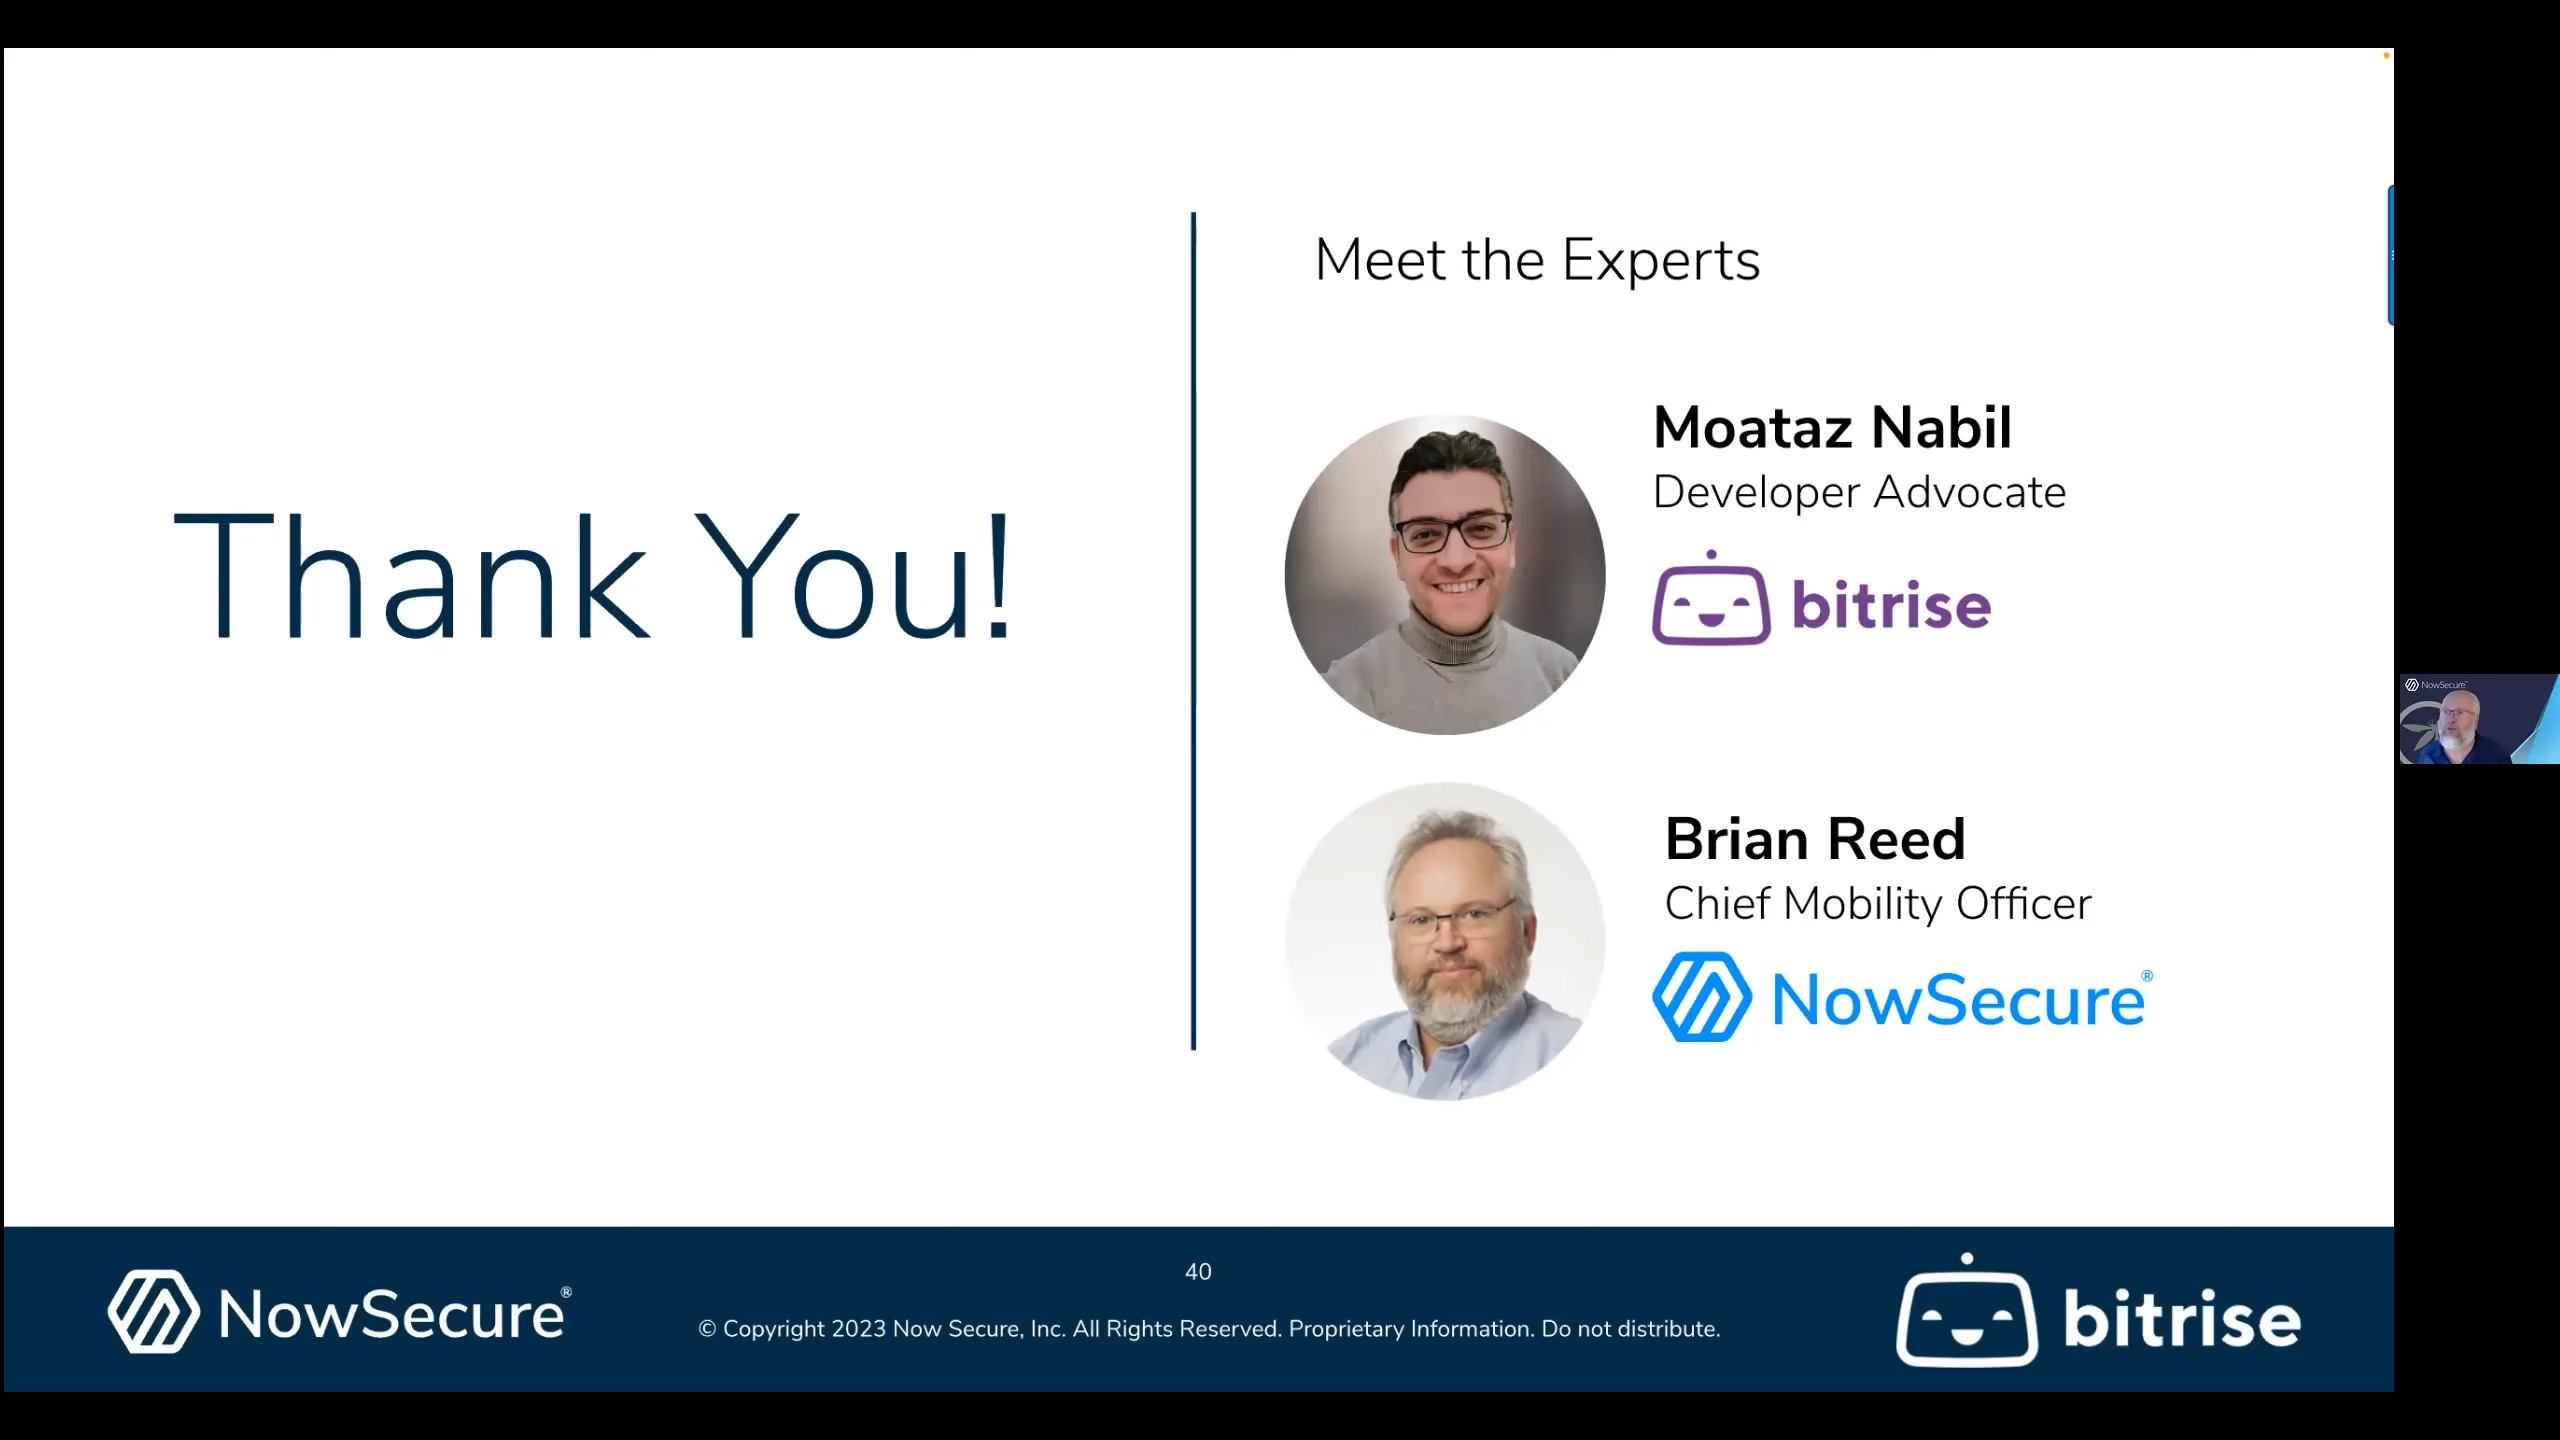 Thank You!
Meet the Experts
Moataz Nabil
Developer Advocate
bitrise
Brian Reed
Chief Mobility Officer
NowSecure®
NowSecure
NowSecure®
40
© Copyright 2023 Now Secure, Inc. All Rights Reserved. Proprietary Information. Do not distribute.
bitrise